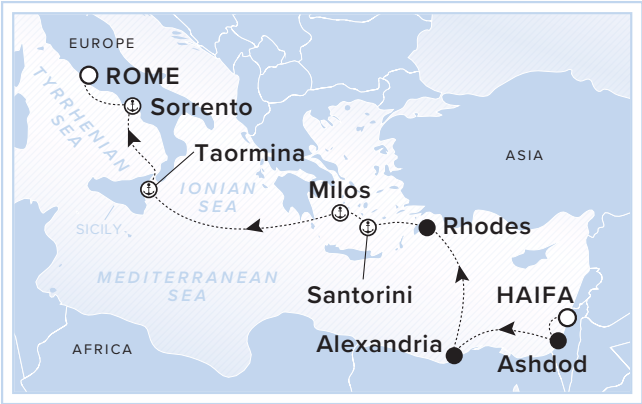 EUROPE
ROME
Sorrento
TYRRHENIAN
SEA
Taormina
ASIA
IONIAN
SEA
Milos
SICILY
Rhodes
MEDITERRANEAN
SEA
Santorini
HAIFA
Alexandria
AFRICA
Ashdod